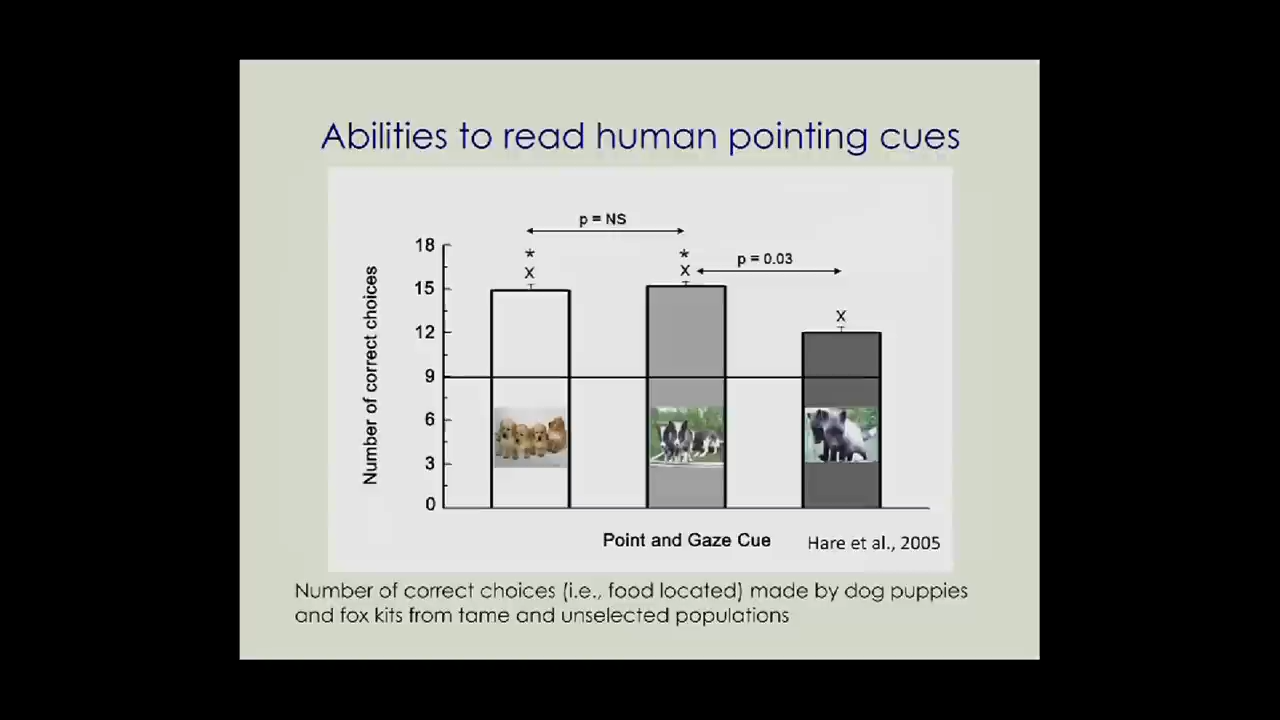 Abilities to read human pointing cues
p = NS
p = 0.03
*
*
x
x
x
18
15
12
9
6
3
0
Number of correct choices
Point and Gaze Cue
Hare et al., 2005
Number of correct choices (i.e., food located) made by dog puppies
and fox kits from tame and unselected populations